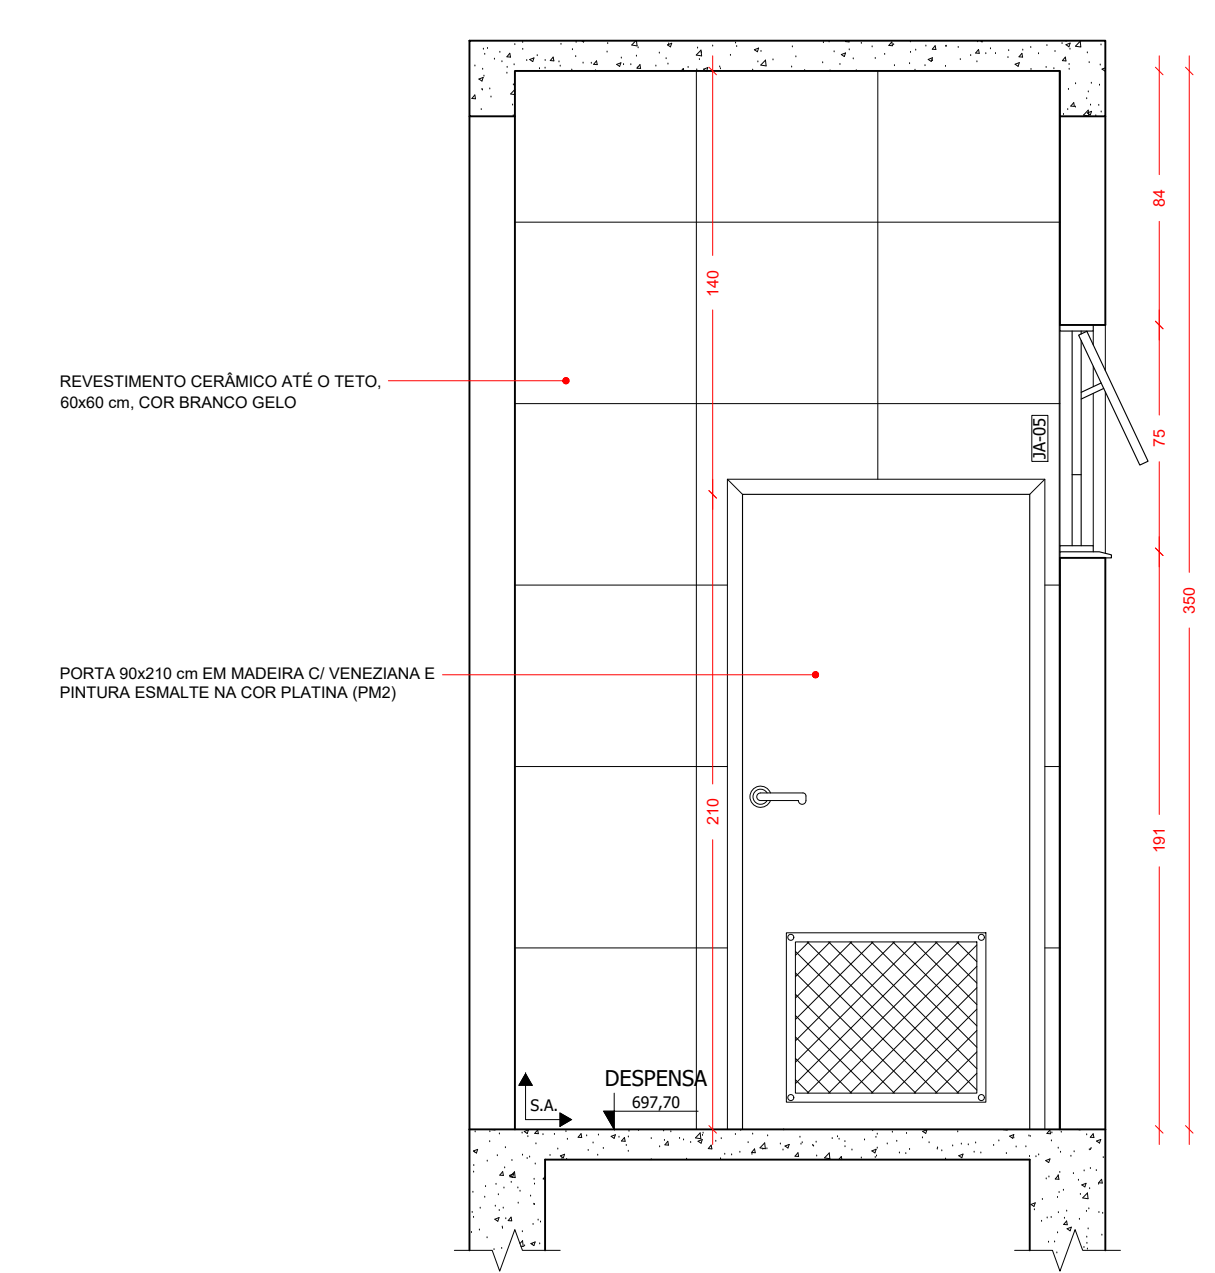 84
140
REVESTIMENTO CERÂMICO ATÉ O TETO,
60x60 cm, COR BRANCO GELO
JA-05
75
350
PORTA 90x210 cm EM MADEIRA C/ VENEZIANA E
PINTURA ESMALTE NA COR PLATINA (PM2)
210
191
DESPENSA
697,70
S.A.